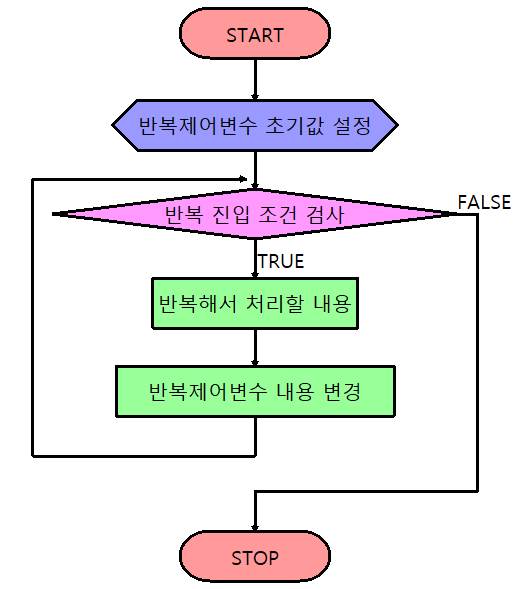 START
반복제어변수 초기값 설정
반복 진입 조건 검사
FALSE
TRUE
반복해서 처리할 내용
반복제어변수 내용 변경
STOP